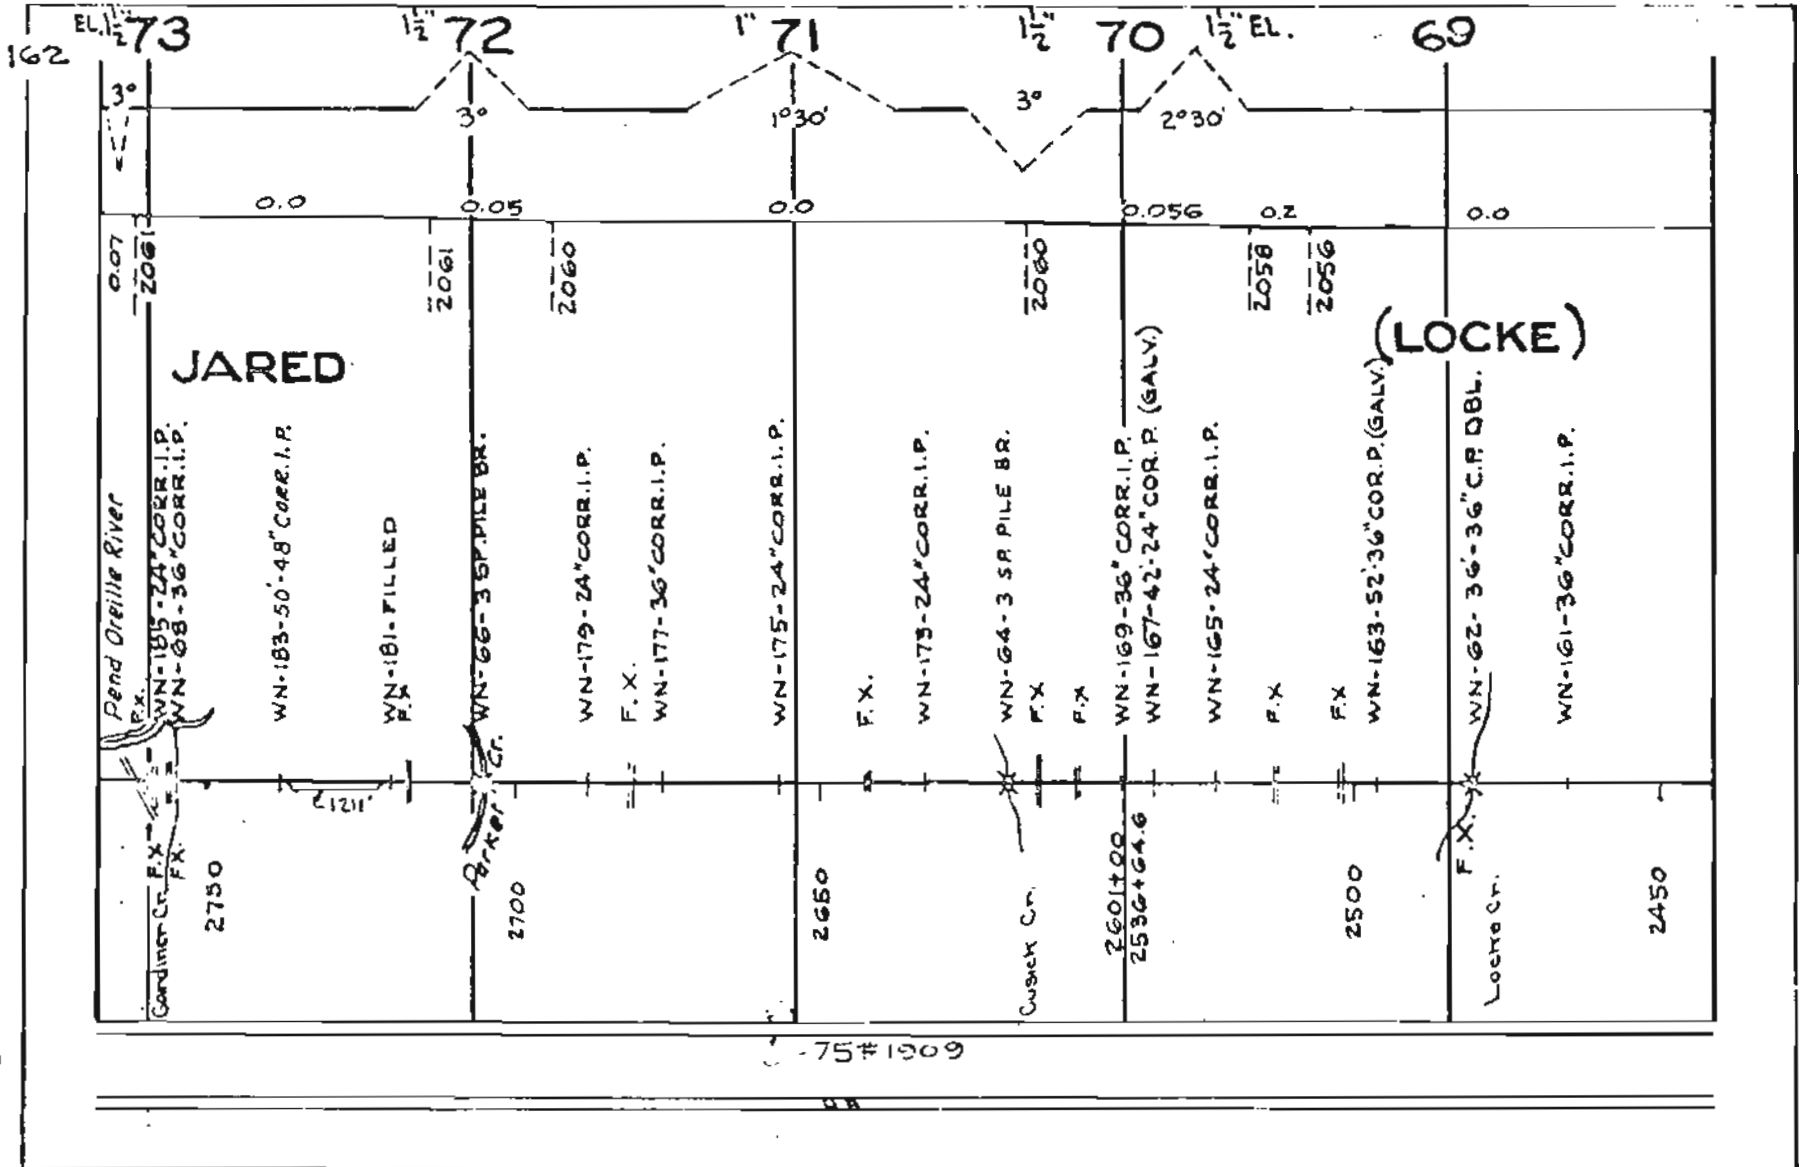 162
EL. 1½" 73 1½" 72 1" 71 1½" 70 1½" EL. 69
3° 3° 1°30' 3° 2°30'
0.0 0.05 0.0 0.056 0.2 0.0
0.07 2061 2061 2060 2060 2058 2056
JARED (LOCKE)
Pend Oreille River
F.X.
WN-185-24" CORR.I.P.
WN-68-36" CORR.I.P.
WN-183-50'-48" CORR.I.P.
WN-181-FILLED
F.X
WN-66-3 SP. PILE BR.
WN-179-24" CORR.I.P.
F.X.
WN-177-36" CORR.I.P.
WN-175-24" CORR.I.P.
F.X.
WN-173-24" CORR.I.P.
WN-64-3 SP. PILE BR.
F.X
F.X
WN-169-36" CORR.I.P.
WN-167-42'-24" COR.P. (GALV.)
WN-165-24" CORR.I.P.
F.X
F.X
WN-163-52'-36" COR.P. (GALV.)
WN-62-36'-36" C.P. DBL.
WN-161-36" CORR.I.P.
1211'
Gardiner Cr.
F.X
F.X
2750
Parker Cr.
2700
2650
Cusick Cr.
2601+00
2536+64.6
2500
F.X.
Locke Cr.
2450
-75# 1909